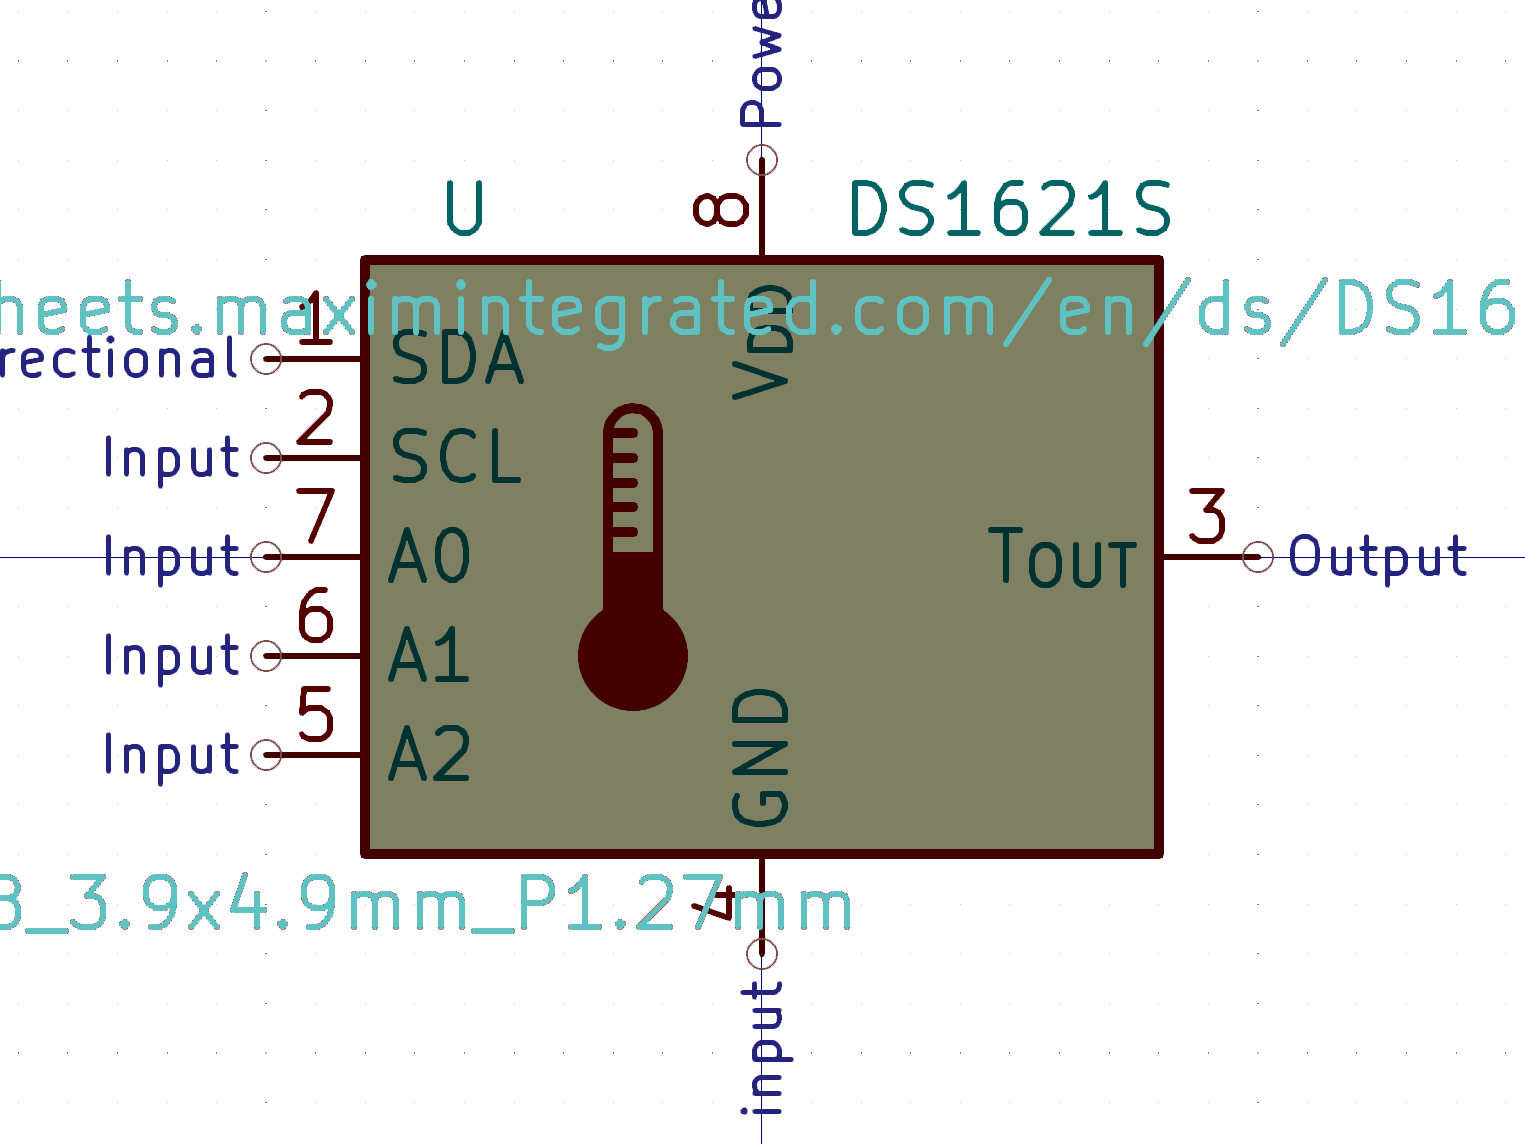 Powe
U
8
DS1621S
heets.maximintegrated.com/en/ds/DS16
1
VDD
rectional
SDA
2
Input
SCL
7
3
Input
A0
TOUT
Output
6
Input
A1
5
Input
A2
GND
3.9x4.9mm_P1.27mm
4
input